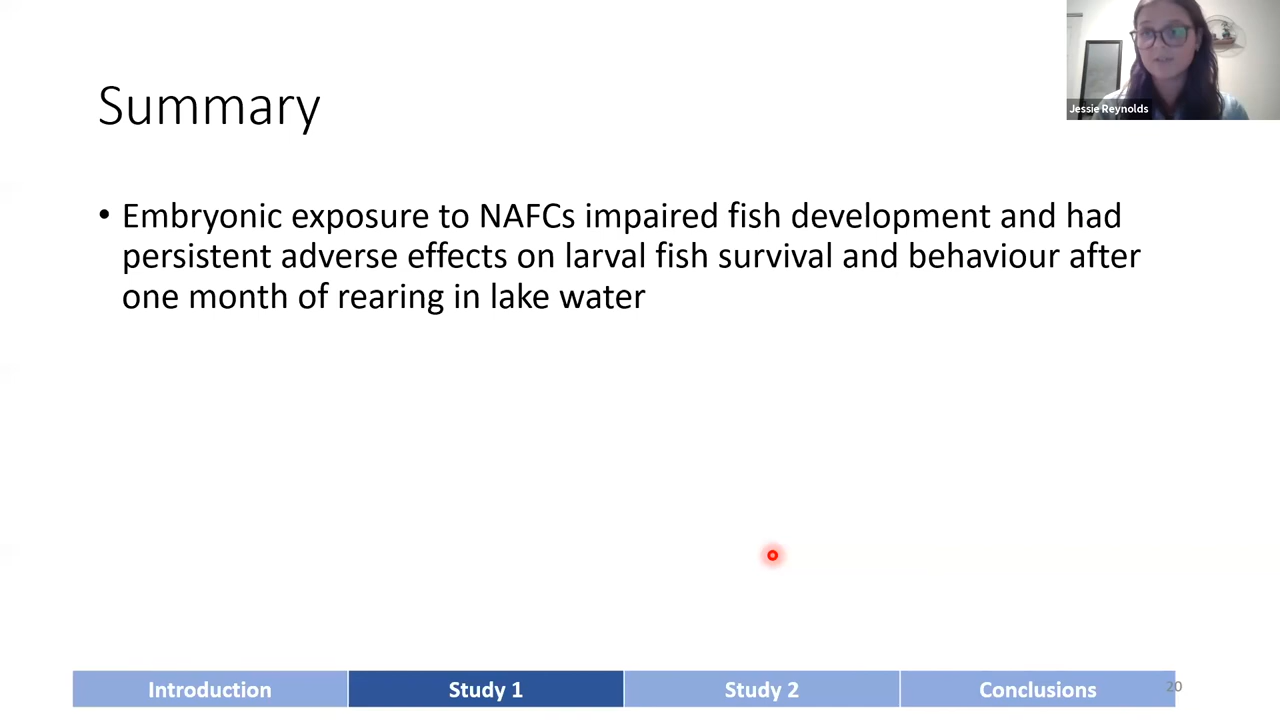 Jessie Reynolds
Summary
• Embryonic exposure to NAFCs impaired fish development and had
persistent adverse effects on larval fish survival and behaviour after
one month of rearing in lake water
Introduction
Study 1
Study 2
Conclusions
20